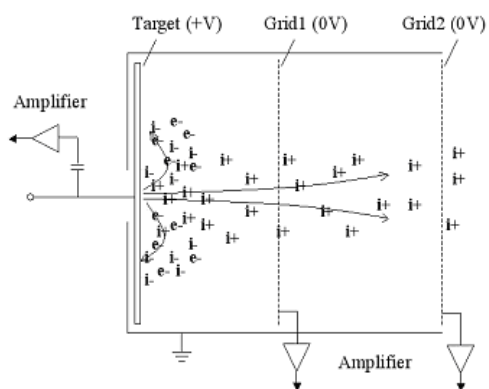 Target (+V) Grid1 (0V) Grid2 (0V)
Amplifier
e-
i-
e-
e-
i-
i- i+
e- i+ i+ i+
i+ e- i+
i- i+
i- i+ i+
i+ i+
i+ i+
i+ i+
i+ i+
i+
e- i+ i+
i+ i+ i+
i+
e-
i- i- e-
e- i-
i-
Amplifier